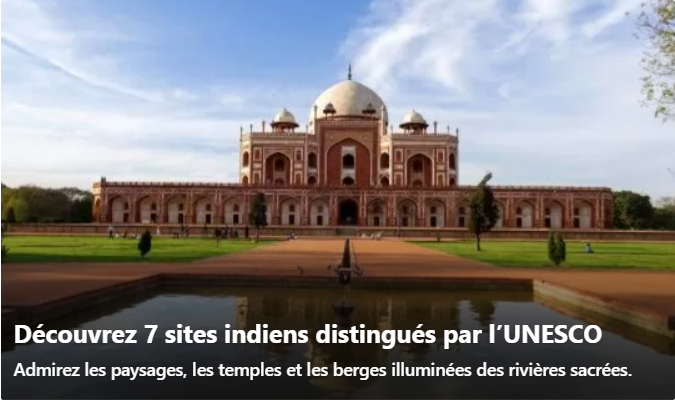 Découvrez 7 sites indiens distingués par l’UNESCO
Admirez les paysages, les temples et les berges illuminées des rivières sacrées.